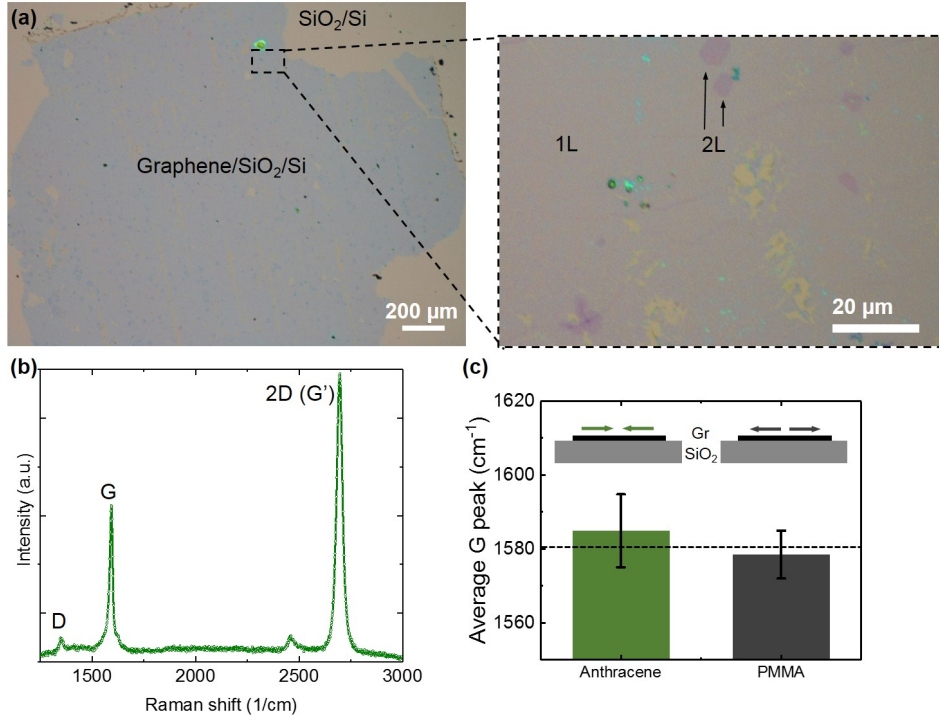 (a)
SiO₂/Si
Graphene/SiO₂/Si
200 µm
1L
2L
20 µm
(b)
2D (G’)
G
D
Intensity (a.u.)
1500
2000
2500
3000
Raman shift (1/cm)
(c)
1620
1600
1580
1560
Average G peak (cm⁻¹)
Gr
SiO₂
Anthracene
PMMA